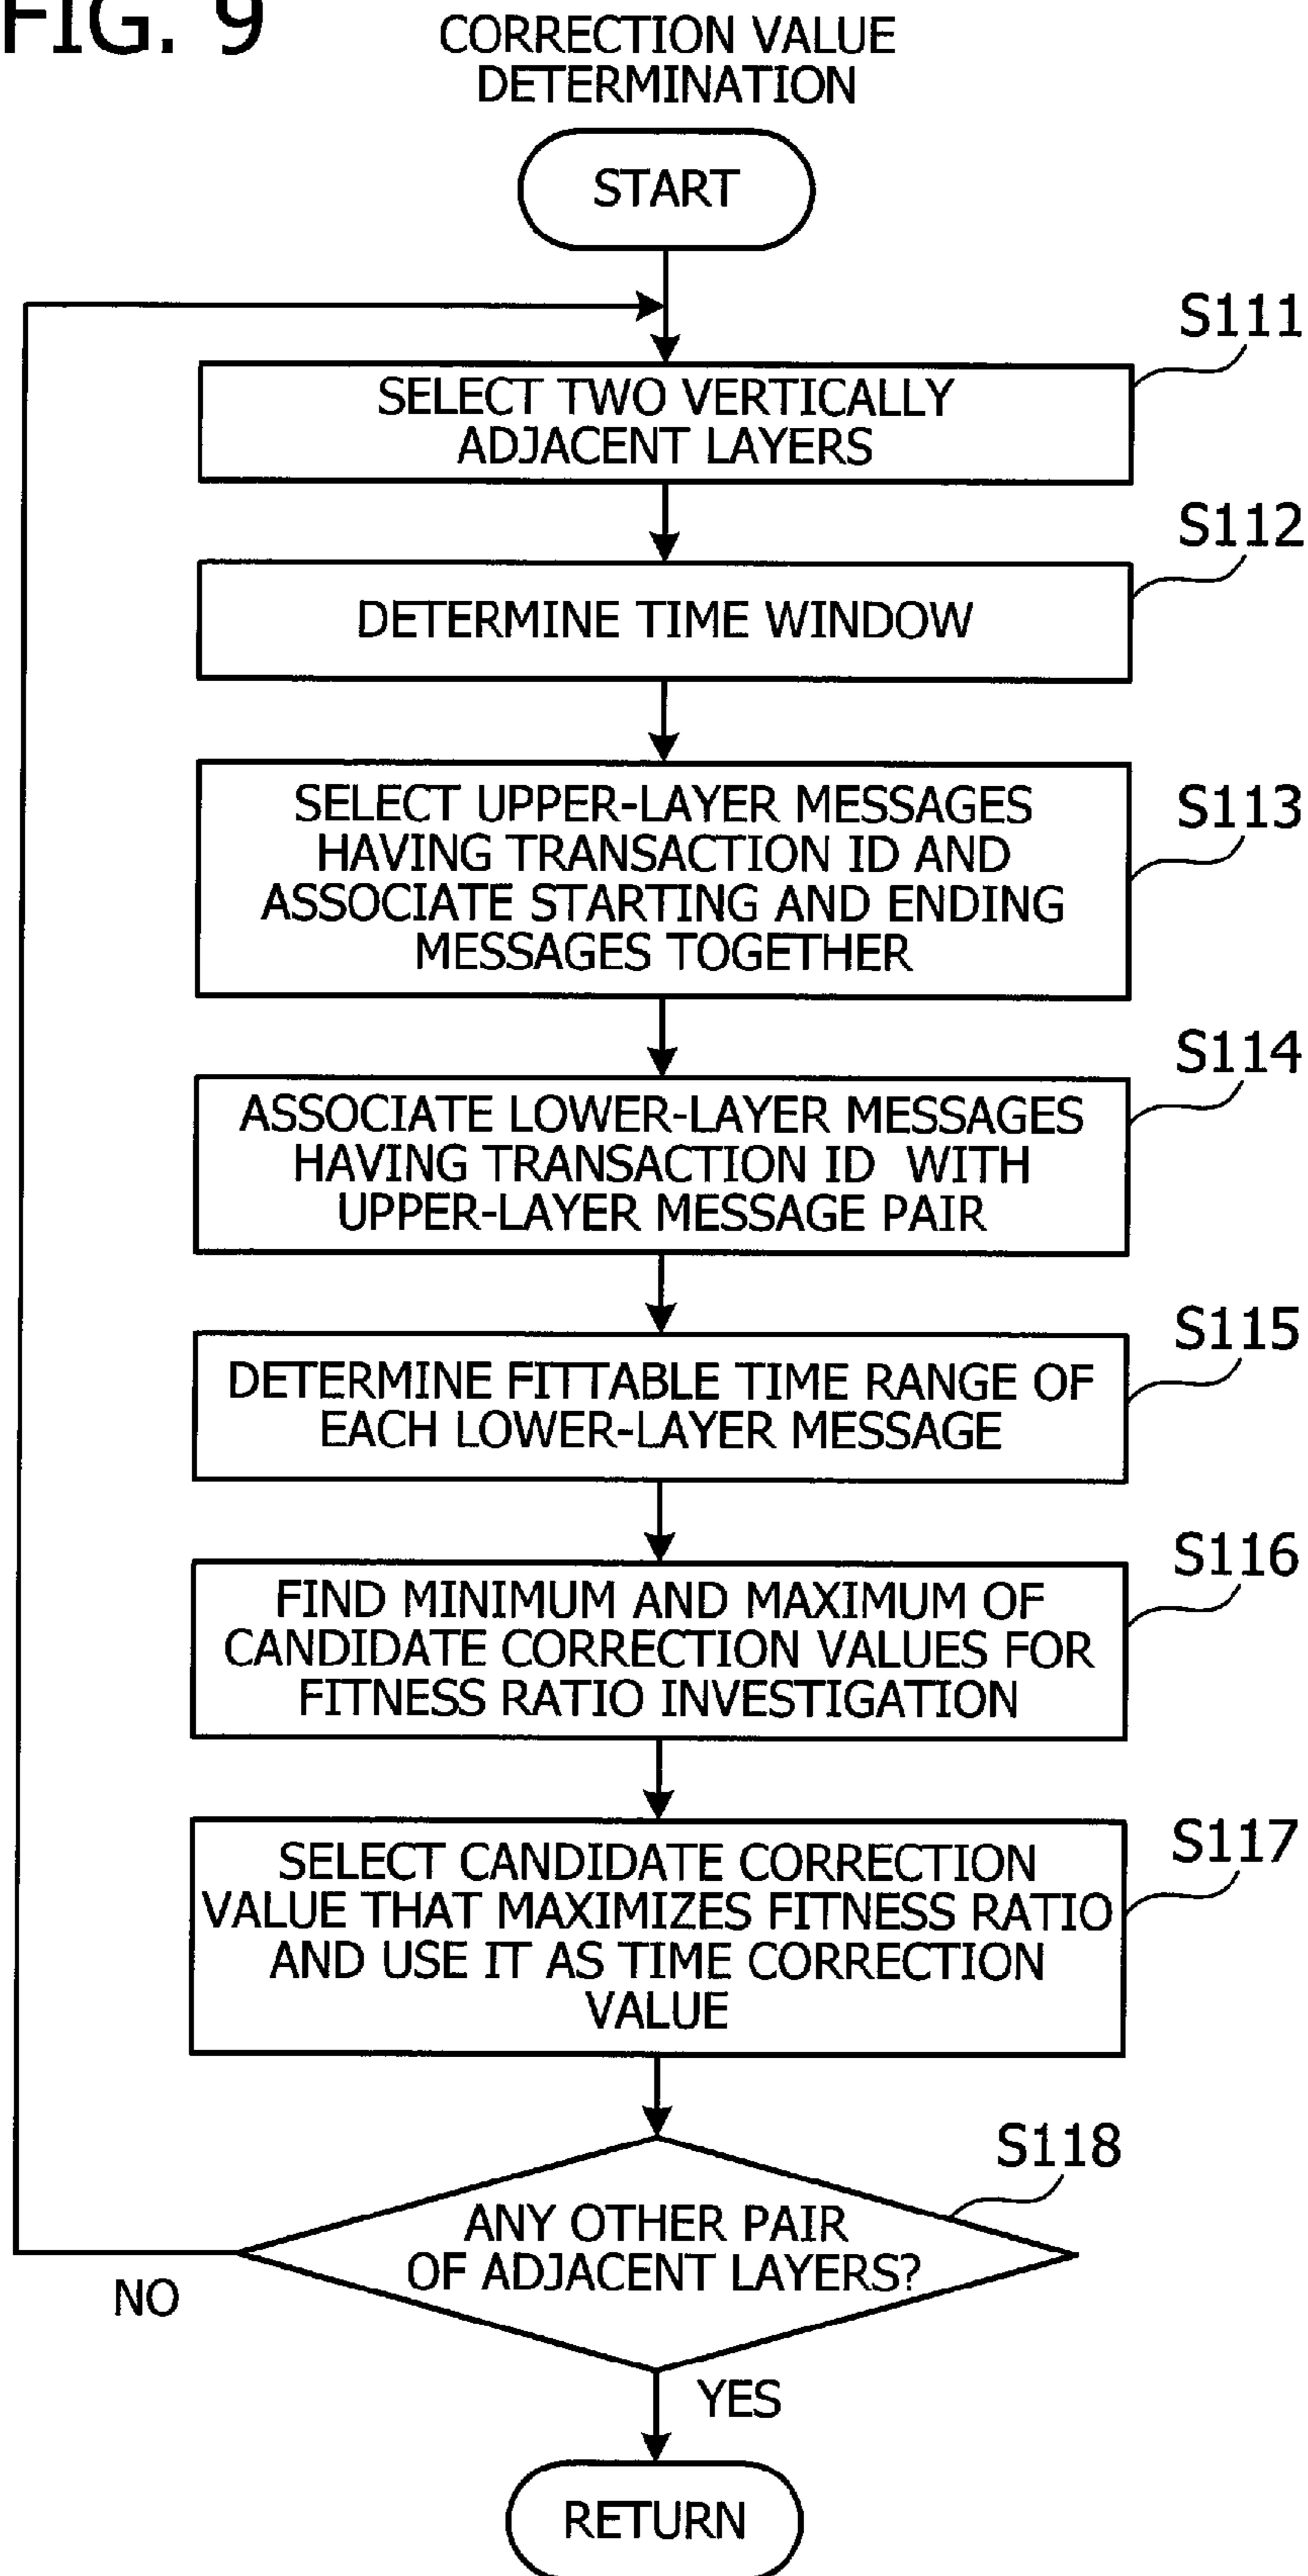 FIG. 9
CORRECTION VALUE
DETERMINATION
START
S111
SELECT TWO VERTICALLY
ADJACENT LAYERS
S112
DETERMINE TIME WINDOW
S113
SELECT UPPER-LAYER MESSAGES
HAVING TRANSACTION ID AND
ASSOCIATE STARTING AND ENDING
MESSAGES TOGETHER
S114
ASSOCIATE LOWER-LAYER MESSAGES
HAVING TRANSACTION ID WITH
UPPER-LAYER MESSAGE PAIR
S115
DETERMINE FITTABLE TIME RANGE OF
EACH LOWER-LAYER MESSAGE
S116
FIND MINIMUM AND MAXIMUM OF
CANDIDATE CORRECTION VALUES FOR
FITNESS RATIO INVESTIGATION
S117
SELECT CANDIDATE CORRECTION
VALUE THAT MAXIMIZES FITNESS RATIO
AND USE IT AS TIME CORRECTION
VALUE
S118
ANY OTHER PAIR
OF ADJACENT LAYERS?
NO
YES
RETURN